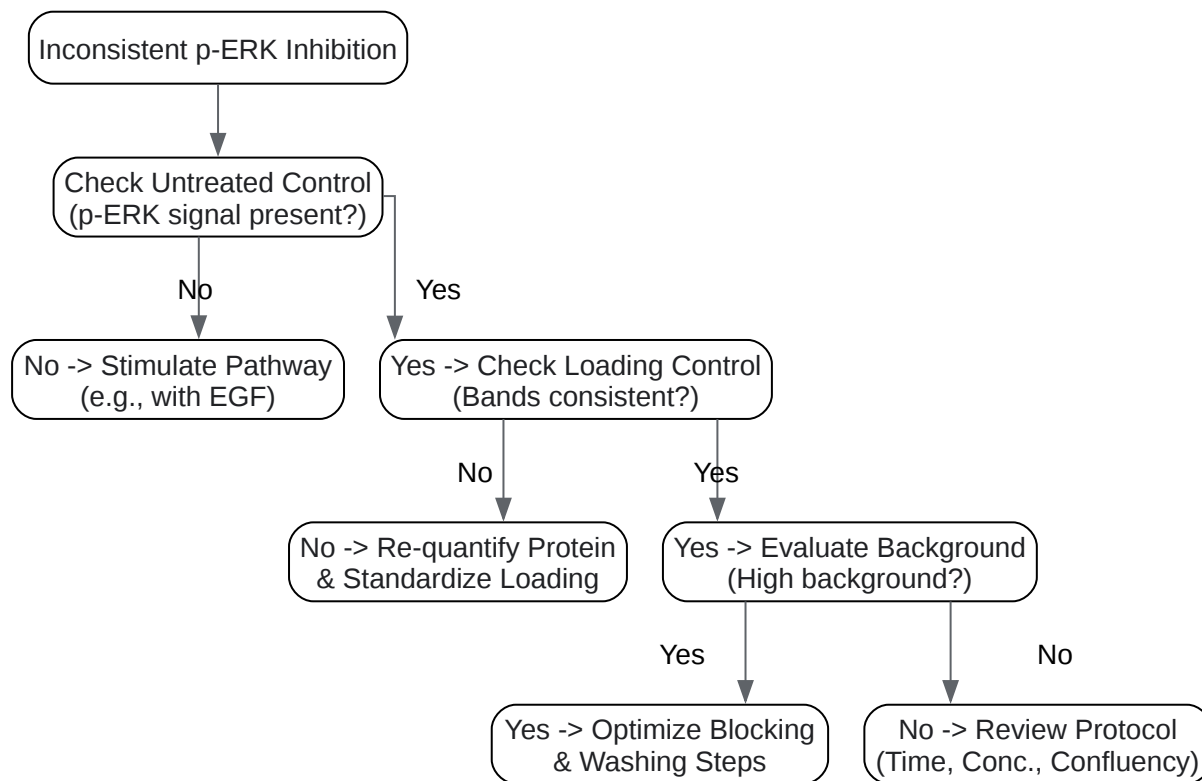 Inconsistent p-ERK Inhibition
Check Untreated Control
(p-ERK signal present?)
No
Yes
No -> Stimulate Pathway
(e.g., with EGF)
Yes -> Check Loading Control
(Bands consistent?)
No
Yes
No -> Re-quantify Protein
& Standardize Loading
Yes -> Evaluate Background
(High background?)
Yes
No
Yes -> Optimize Blocking
& Washing Steps
No -> Review Protocol
(Time, Conc., Confluency)